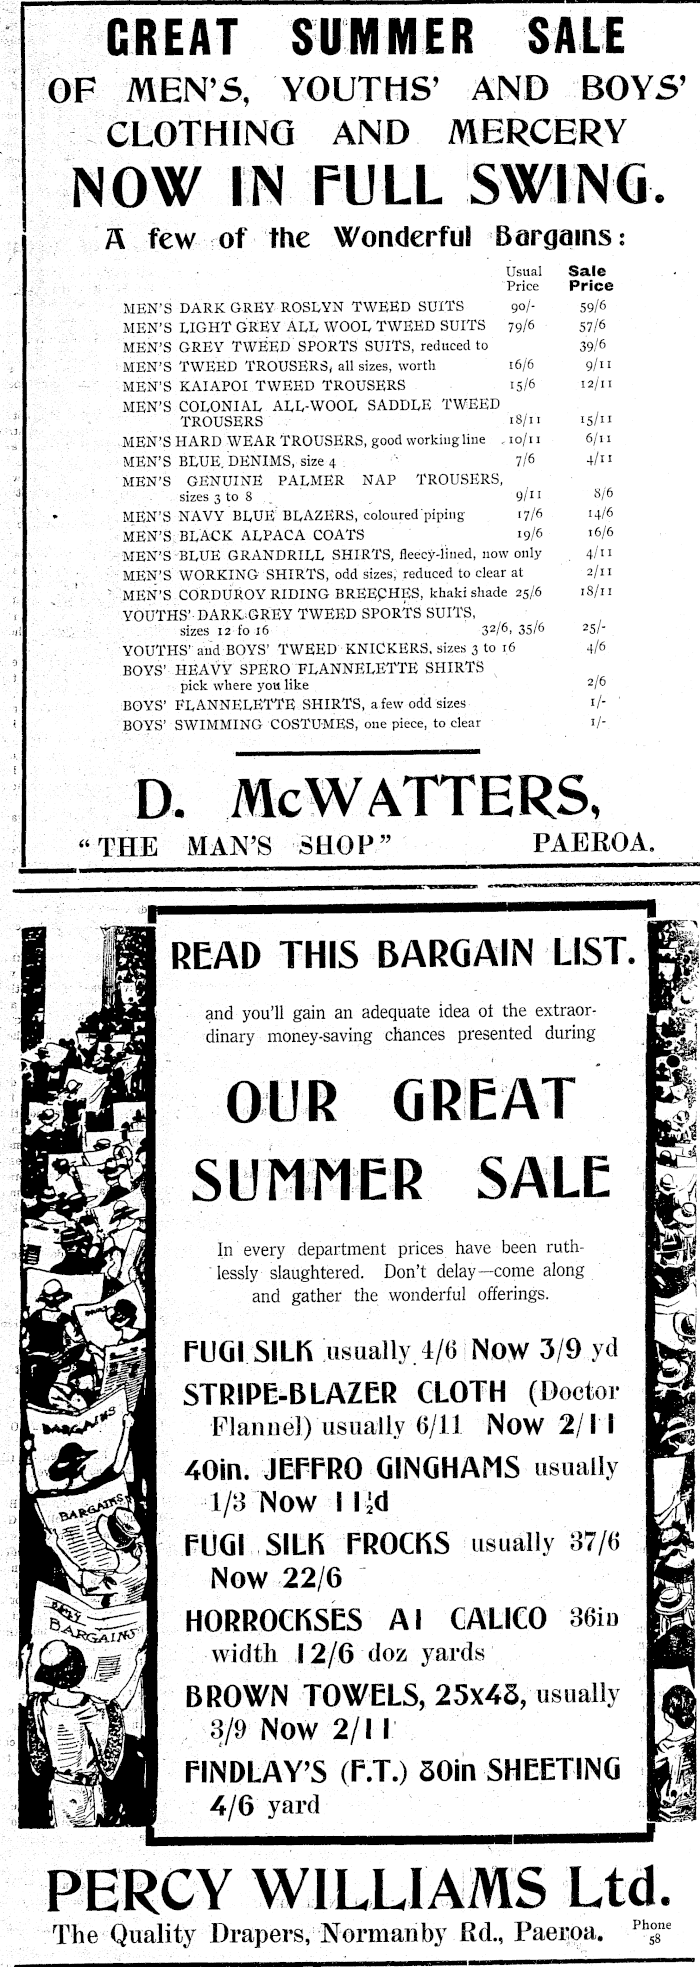 GREAT SUMMER SALE
OF MEN'S, YOUTHS' AND BOYS'
CLOTHING AND MERCERY
NOW IN FULL SWING.
A few of the Wonderful Bargains:
Usual Sale
Price Price
MEN'S DARK GREY ROSLYN TWEED SUITS 90/- 59/6
MEN'S LIGHT GREY ALL WOOL TWEED SUITS 79/6 57/6
MEN'S GREY TWEED SPORTS SUITS, reduced to 39/6
MEN'S TWEED TROUSERS, all sizes, worth 16/6 9/11
MEN'S KAIAPOI TWEED TROUSERS 15/6 12/11
MEN'S COLONIAL ALL-WOOL SADDLE TWEED
TROUSERS 18/11 15/11
MEN'S HARD WEAR TROUSERS, good working line 10/11 6/11
MEN'S BLUE DENIMS, size 4 7/6 4/11
MEN'S GENUINE PALMER NAP TROUSERS,
sizes 3 to 8 9/11 8/6
MEN'S NAVY BLUE BLAZERS, coloured piping 17/6 14/6
MEN'S BLACK ALPACA COATS 19/6 16/6
MEN'S BLUE GRANDRILL SHIRTS, fleecy-lined, now only 4/11
MEN'S WORKING SHIRTS, odd sizes, reduced to clear at 2/11
MEN'S CORDUROY RIDING BREECHES, khaki shade 25/6 18/11
YOUTHS' DARK GREY TWEED SPORTS SUITS,
sizes 12 fo 16 32/6, 35/6 25/-
YOUTHS' and BOYS' TWEED KNICKERS, sizes 3 to 16 4/6
BOYS' HEAVY SPERO FLANNELETTE SHIRTS
pick where you like 2/6
BOYS' FLANNELETTE SHIRTS, a few odd sizes 1/-
BOYS' SWIMMING COSTUMES, one piece, to clear 1/-
D. McWATTERS,
"THE MAN'S SHOP" PAEROA.
READ THIS BARGAIN LIST.
and you'll gain an adequate idea of the extraor-
dinary money-saving chances presented during
OUR GREAT
SUMMER SALE
In every department prices have been ruth-
lessly slaughtered. Don't delay—come along
and gather the wonderful offerings.
FUGI SILK usually 4/6 Now 3/9 yd
STRIPE-BLAZER CLOTH (Doctor
Flannel) usually 6/11 Now 2/11
40in. JEFFRO GINGHAMS usually
1/3 Now 11½d
FUGI SILK FROCKS usually 37/6
Now 22/6
HORROCKSES A1 CALICO 36in
width 12/6 doz yards
BROWN TOWELS, 25x48, usually
3/9 Now 2/11
FINDLAY'S (F.T.) 80in SHEETING
4/6 yard
BARGAINS
BARGAINS
BARGAINS
PERCY WILLIAMS Ltd.
The Quality Drapers, Normanby Rd., Paeroa. Phone
58